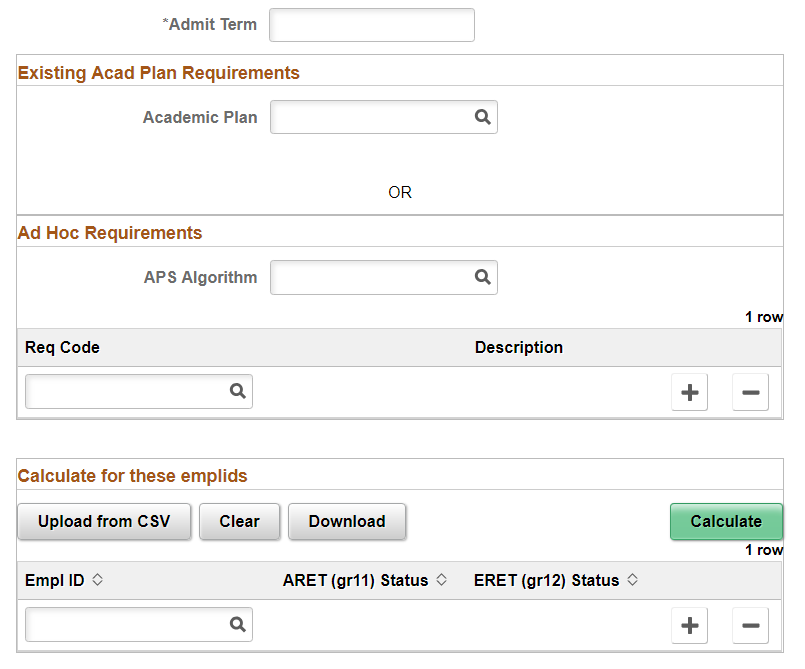 *Admit Term
Existing Acad Plan Requirements
Academic Plan
OR
Ad Hoc Requirements
APS Algorithm
1 row
Req Code Description
Calculate for these emplids
Upload from CSV Clear Download Calculate
1 row
Empl ID ARET (gr11) Status ERET (gr12) Status